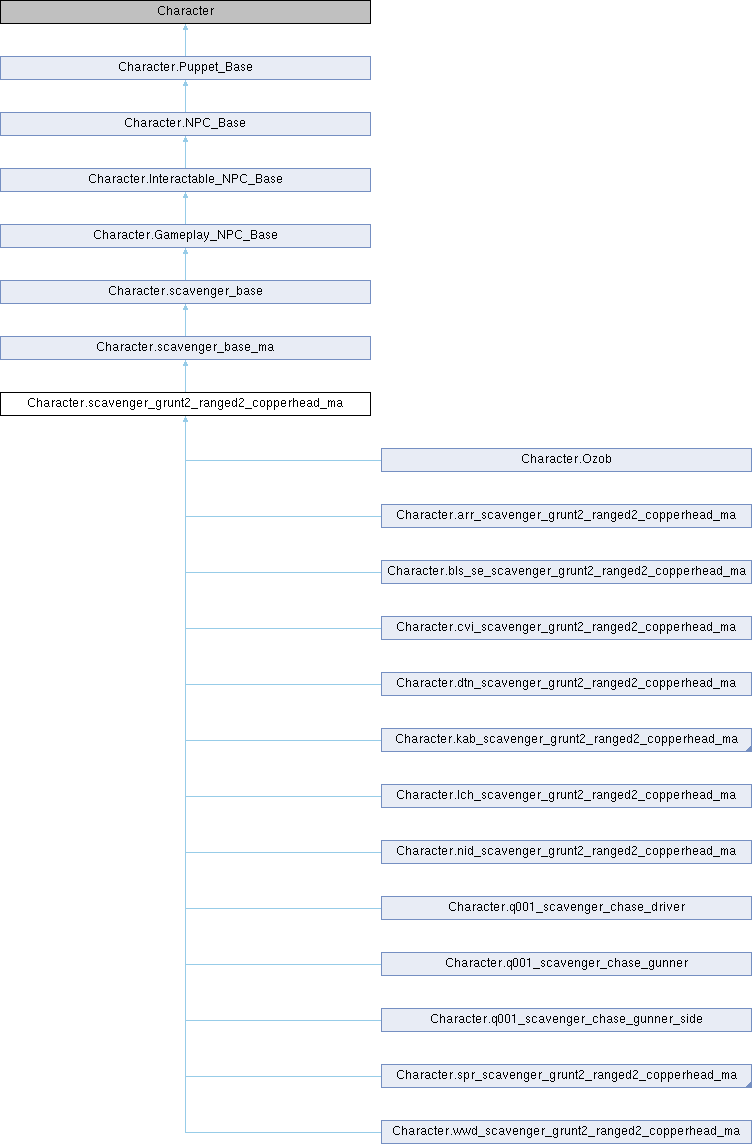 Character
Character.Puppet_Base
Character.NPC_Base
Character.Interactable_NPC_Base
Character.Gameplay_NPC_Base
Character.scavenger_base
Character.scavenger_base_ma
Character.scavenger_grunt2_ranged2_copperhead_ma
Character.Ozob
Character.arr_scavenger_grunt2_ranged2_copperhead_ma
Character.bls_se_scavenger_grunt2_ranged2_copperhead_ma
Character.cvi_scavenger_grunt2_ranged2_copperhead_ma
Character.dtn_scavenger_grunt2_ranged2_copperhead_ma
Character.kab_scavenger_grunt2_ranged2_copperhead_ma
Character.lch_scavenger_grunt2_ranged2_copperhead_ma
Character.nid_scavenger_grunt2_ranged2_copperhead_ma
Character.q001_scavenger_chase_driver
Character.q001_scavenger_chase_gunner
Character.q001_scavenger_chase_gunner_side
Character.spr_scavenger_grunt2_ranged2_copperhead_ma
Character.wwd_scavenger_grunt2_ranged2_copperhead_ma